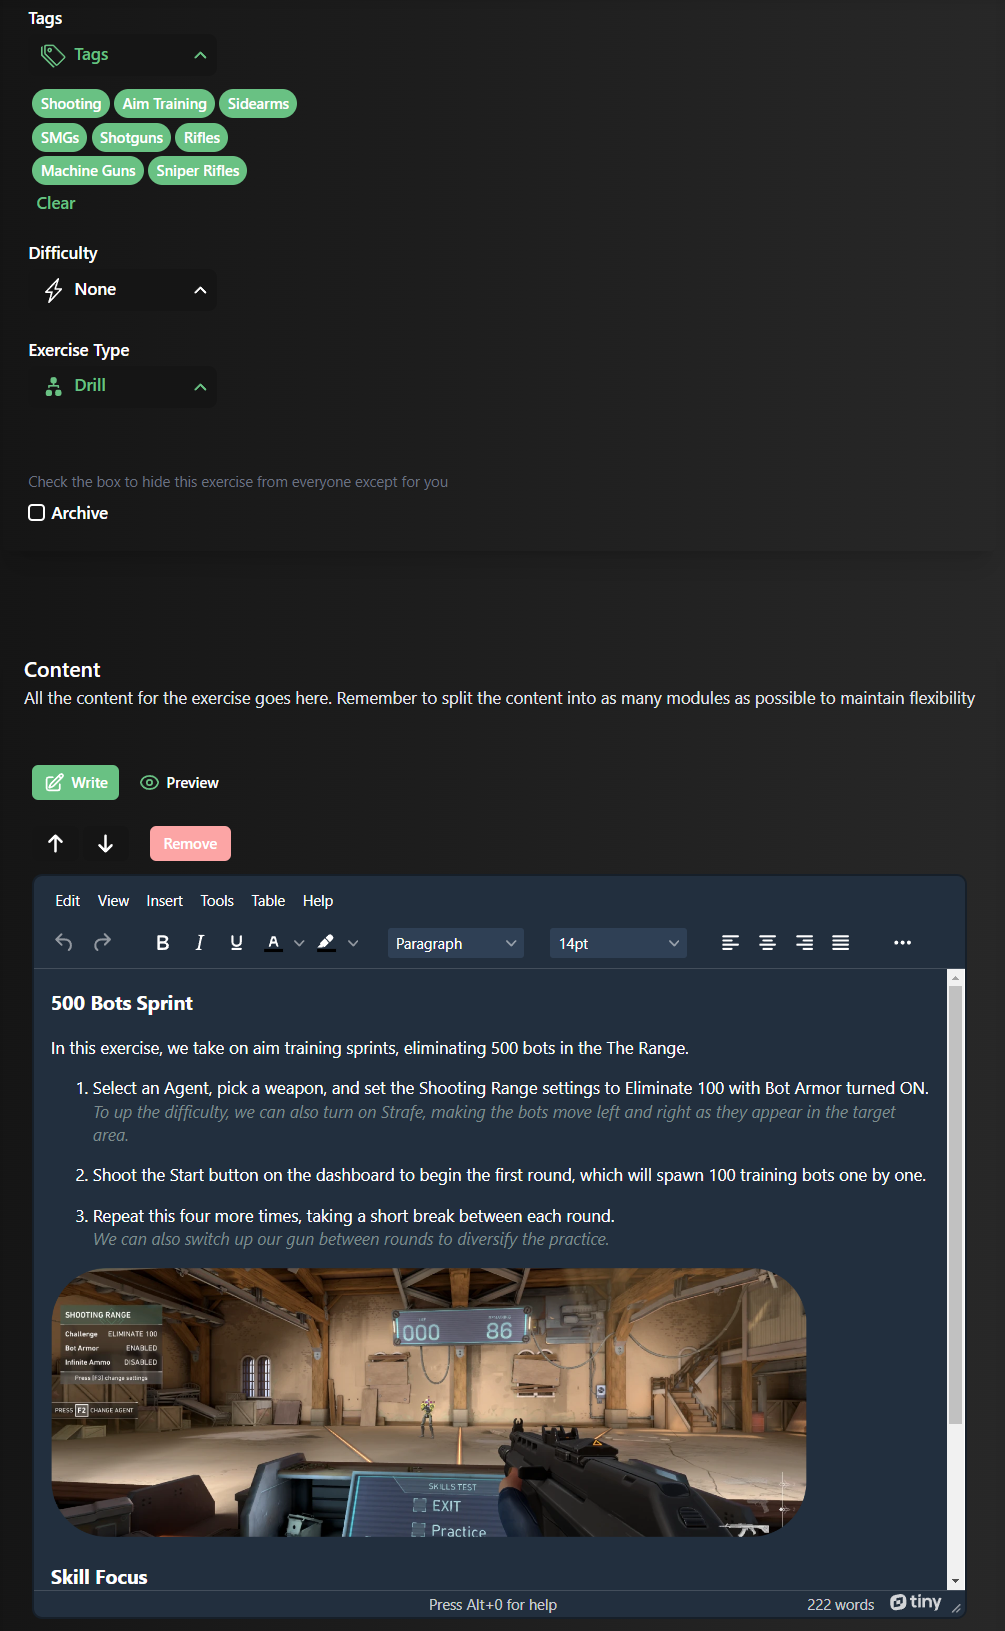 Tags
Tags
Shooting Aim Training Sidearms
SMGs Shotguns Rifles
Machine Guns Sniper Rifles
Clear
Difficulty
None
Exercise Type
Drill
Check the box to hide this exercise from everyone except for you
Archive
Content
All the content for the exercise goes here. Remember to split the content into as many modules as possible to maintain flexibility
Write Preview
Remove
Edit View Insert Tools Table Help
B I U A Paragraph 14pt
500 Bots Sprint
In this exercise, we take on aim training sprints, eliminating 500 bots in the The Range.
1. Select an Agent, pick a weapon, and set the Shooting Range settings to Eliminate 100 with Bot Armor turned ON.
To up the difficulty, we can also turn on Strafe, making the bots move left and right as they appear in the target
area.
2. Shoot the Start button on the dashboard to begin the first round, which will spawn 100 training bots one by one.
3. Repeat this four more times, taking a short break between each round.
We can also switch up our gun between rounds to diversify the practice.
SHOOTING RANGE
Challenge ELIMINATE 100
Bot Armor ENABLED
Infinite Ammo DISABLED
Press [F3] change settings
PRESS F2 CHANGE AGENT
000 86
SKILLS TEST
EXIT
Practice
Skill Focus
Press Alt+0 for help 222 words tiny